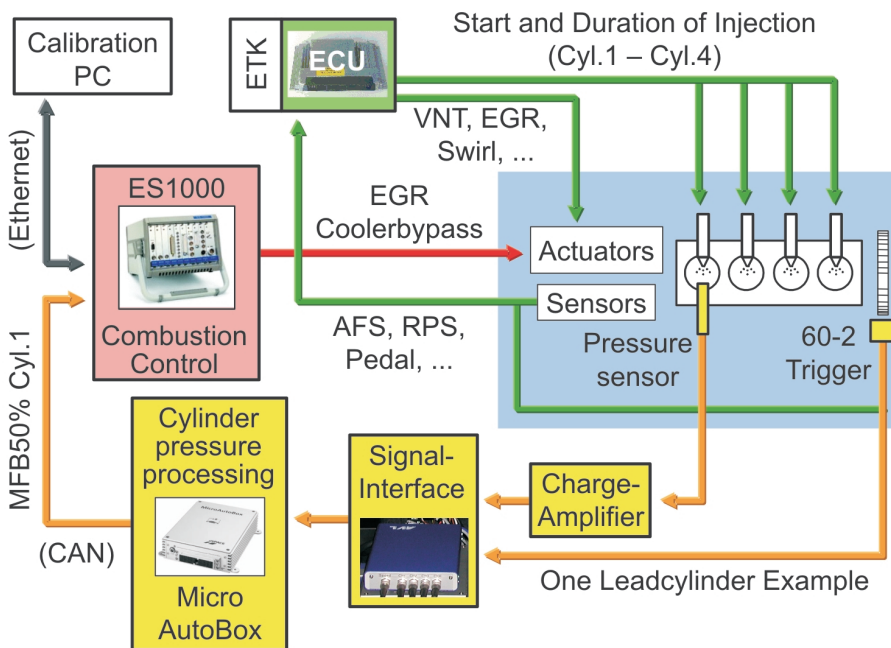 Calibration
PC
ETK
ECU
Start and Duration of Injection
(Cyl.1 – Cyl.4)
VNT, EGR,
Swirl, ...
(Ethernet)
ES1000
Combustion
Control
EGR
Coolerbypass
Actuators
Sensors
AFS, RPS,
Pedal, ...
Pressure
sensor
60-2
Trigger
MFB50% Cyl.1
(CAN)
Cylinder
pressure
processing
MicroAutoBox
Micro
AutoBox
Signal-
Interface
AVL
Charge-
Amplifier
One Leadcylinder Example